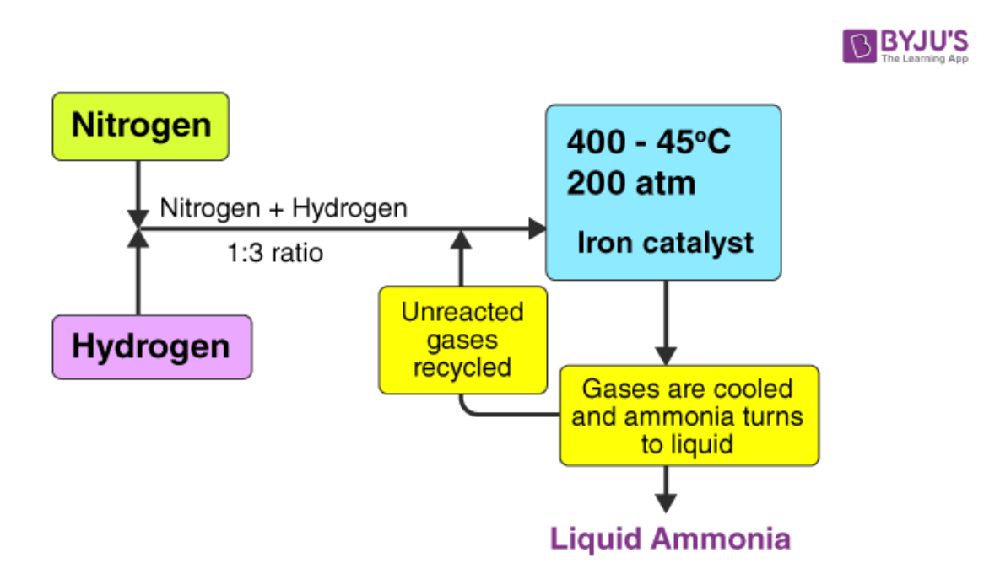 BYJU'S
The Learning App
Nitrogen
Nitrogen + Hydrogen
1:3 ratio
Hydrogen
400 - 45ºC
200 atm
Iron catalyst
Unreacted
gases
recycled
Gases are cooled
and ammonia turns
to liquid
Liquid Ammonia